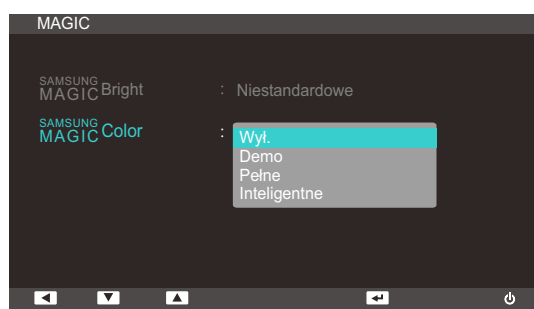 MAGIC
SAMSUNG
MAGIC Bright : Niestandardowe
SAMSUNG
MAGIC Color :
Wył.
Demo
Pełne
Inteligentne